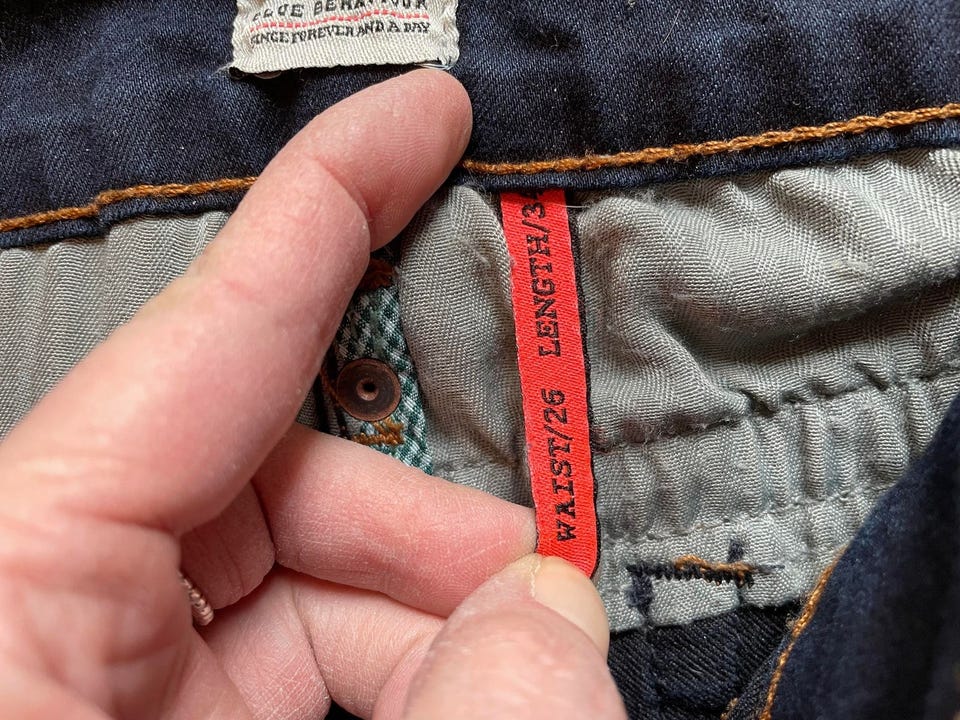 SINCE FOREVER AND A DAY
WAIST/26 LENGTH/3